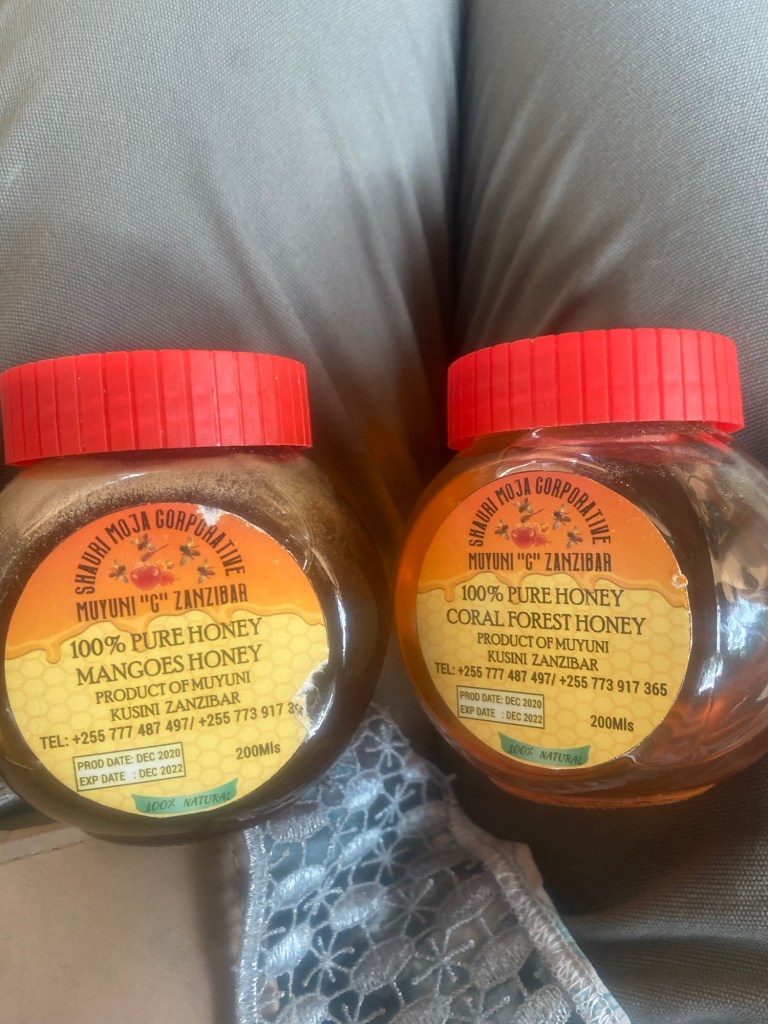 SHAURI MOJA CORPORATIVE
MUYUNI "C" ZANZIBAR
100% PURE HONEY
MANGOES HONEY
PRODUCT OF MUYUNI
KUSINI ZANZIBAR
TEL: +255 777 487 497/ +255 773 917 3
PROD DATE: DEC 2020
EXP DATE : DEC 2022
200Mls
100% NATURAL
SHAURI MOJA CORPORATIVE
MUYUNI "C" ZANZIBAR
100% PURE HONEY
CORAL FOREST HONEY
PRODUCT OF MUYUNI
KUSINI ZANZIBAR
TEL: +255 777 487 497/ +255 773 917 365
PROD DATE: DEC 2020
EXP DATE : DEC 2022
200Mls
100% NATURAL